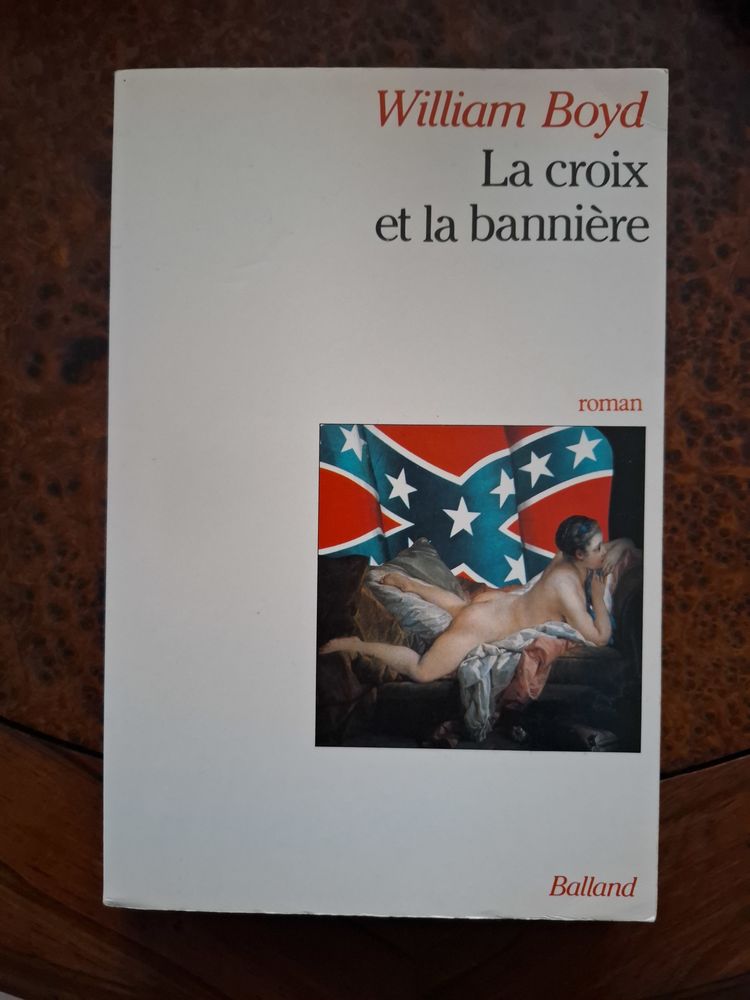 William Boyd
La croix
et la bannière
roman
Balland